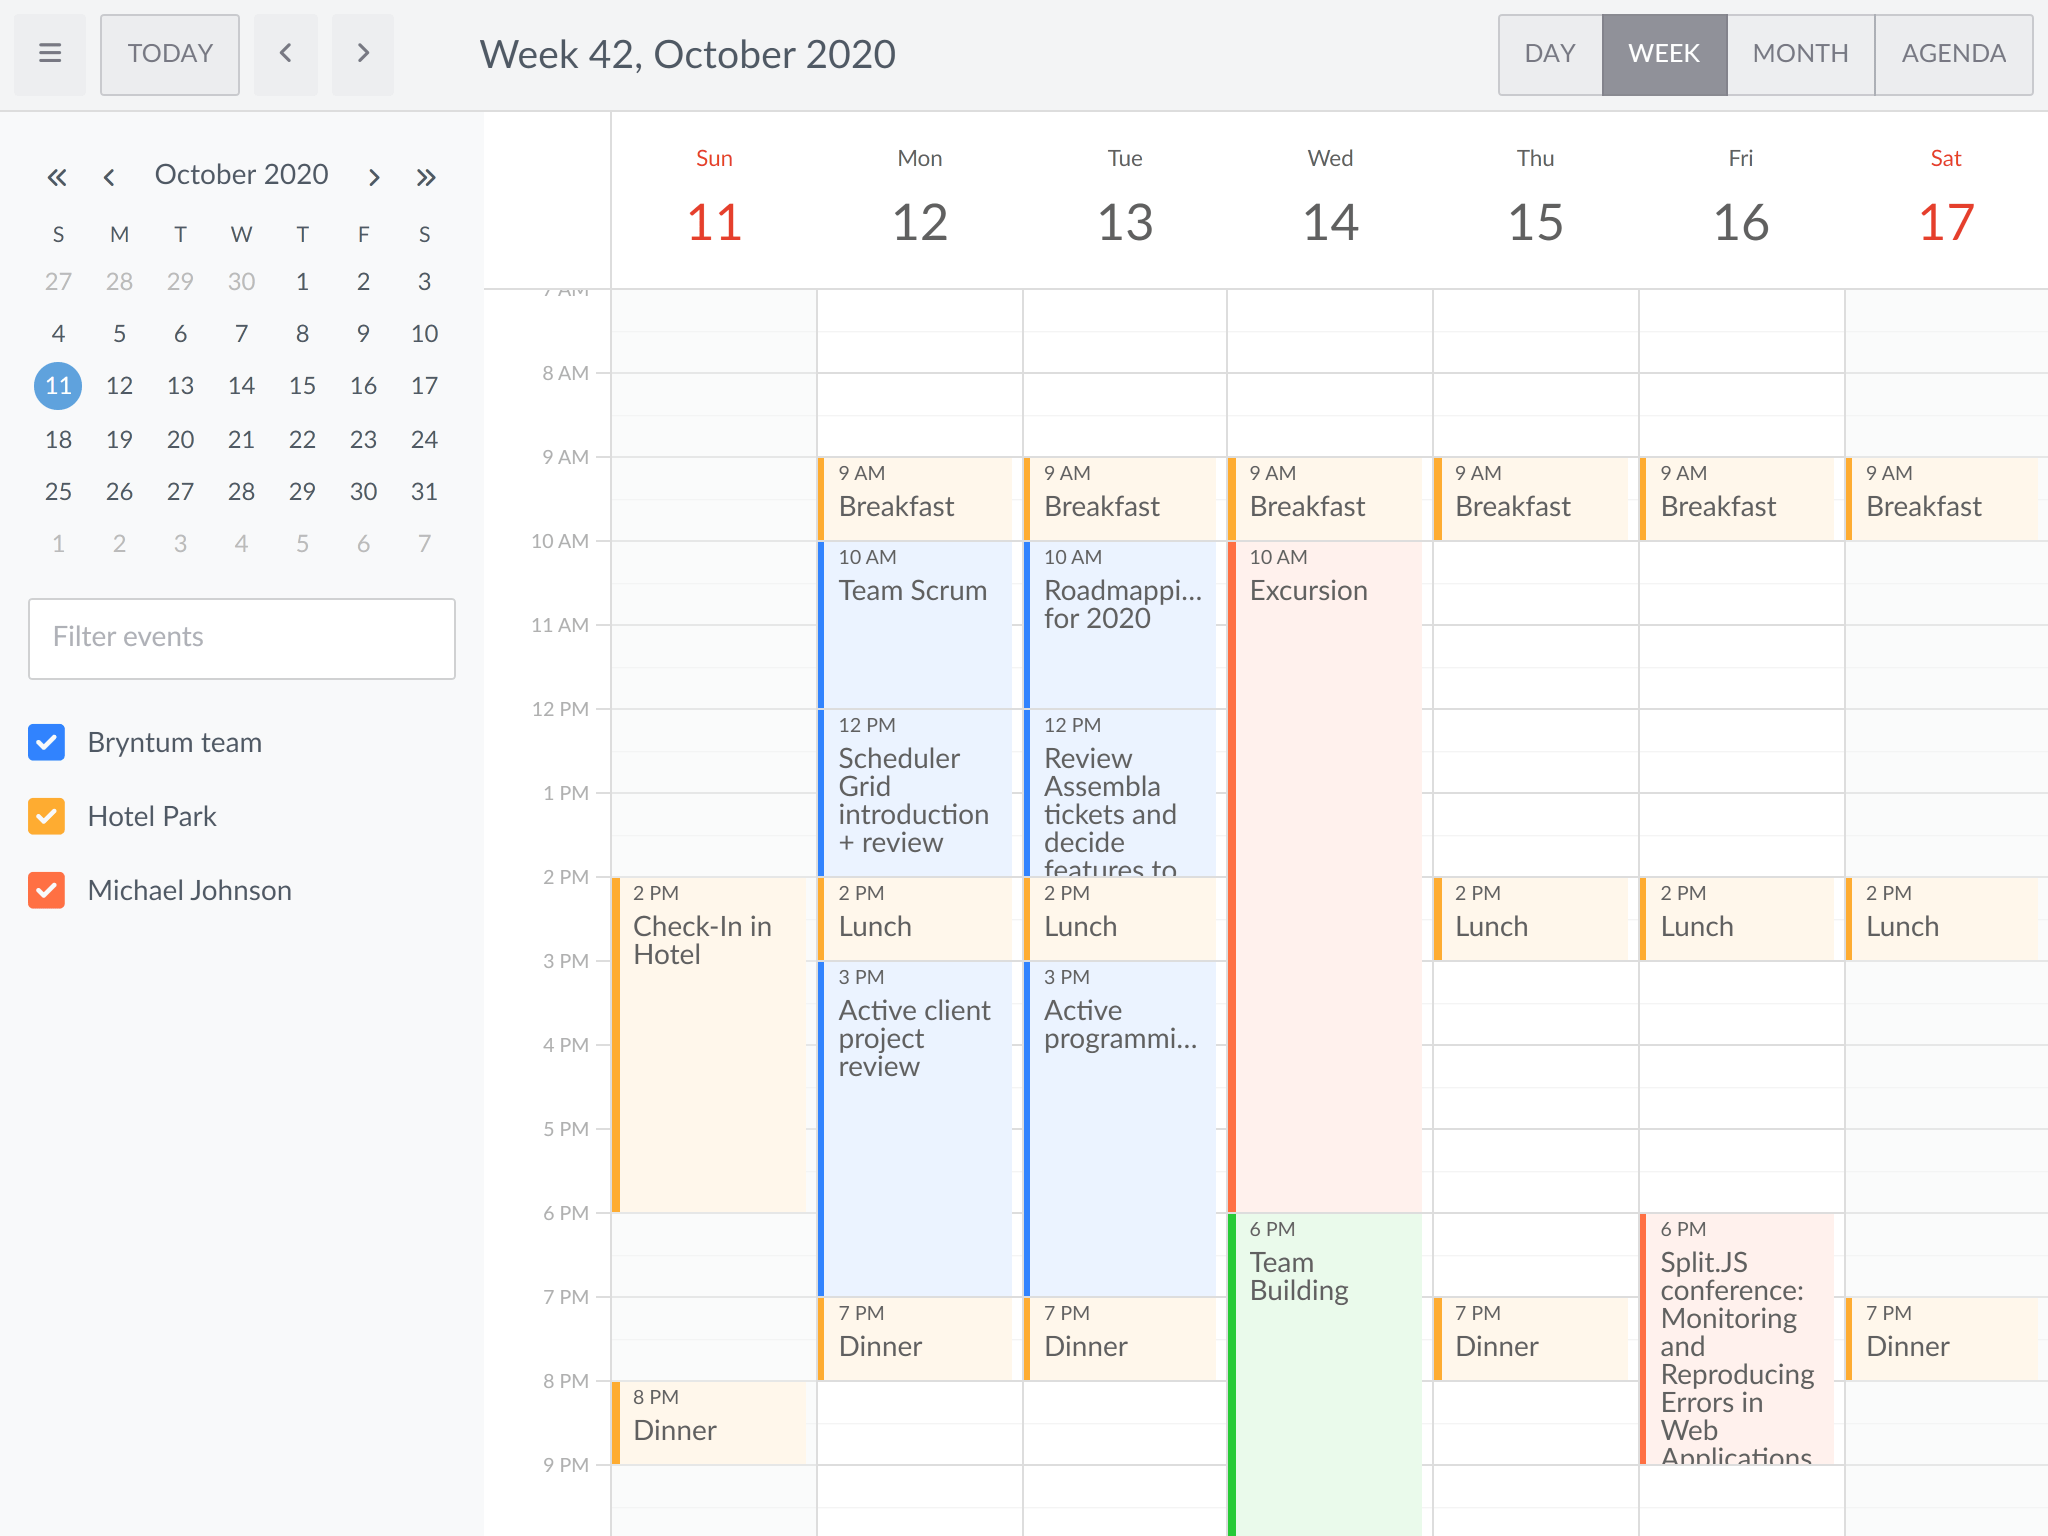 TODAY
Week 42, October 2020
DAY WEEK MONTH AGENDA
October 2020
S M T W T F S
27 28 29 30 1 2 3
4 5 6 7 8 9 10
11 12 13 14 15 16 17
18 19 20 21 22 23 24
25 26 27 28 29 30 31
1 2 3 4 5 6 7
Filter events
Bryntum team
Hotel Park
Michael Johnson
Sun Mon Tue Wed Thu Fri Sat
11 12 13 14 15 16 17
7 AM
8 AM
9 AM
10 AM
11 AM
12 PM
1 PM
2 PM
3 PM
4 PM
5 PM
6 PM
7 PM
8 PM
9 PM
2 PM
Check-In in
Hotel
8 PM
Dinner
9 AM
Breakfast
10 AM
Team Scrum
12 PM
Scheduler
Grid
introduction
+ review
2 PM
Lunch
3 PM
Active client
project
review
7 PM
Dinner
9 AM
Breakfast
10 AM
Roadmappi...
for 2020
12 PM
Review
Assembla
tickets and
decide
features to
2 PM
Lunch
3 PM
Active
programmi...
7 PM
Dinner
9 AM
Breakfast
10 AM
Excursion
6 PM
Team
Building
9 AM
Breakfast
2 PM
Lunch
7 PM
Dinner
9 AM
Breakfast
2 PM
Lunch
6 PM
Split.JS
conference:
Monitoring
and
Reproducing
Errors in
Web
Applications
9 AM
Breakfast
2 PM
Lunch
7 PM
Dinner